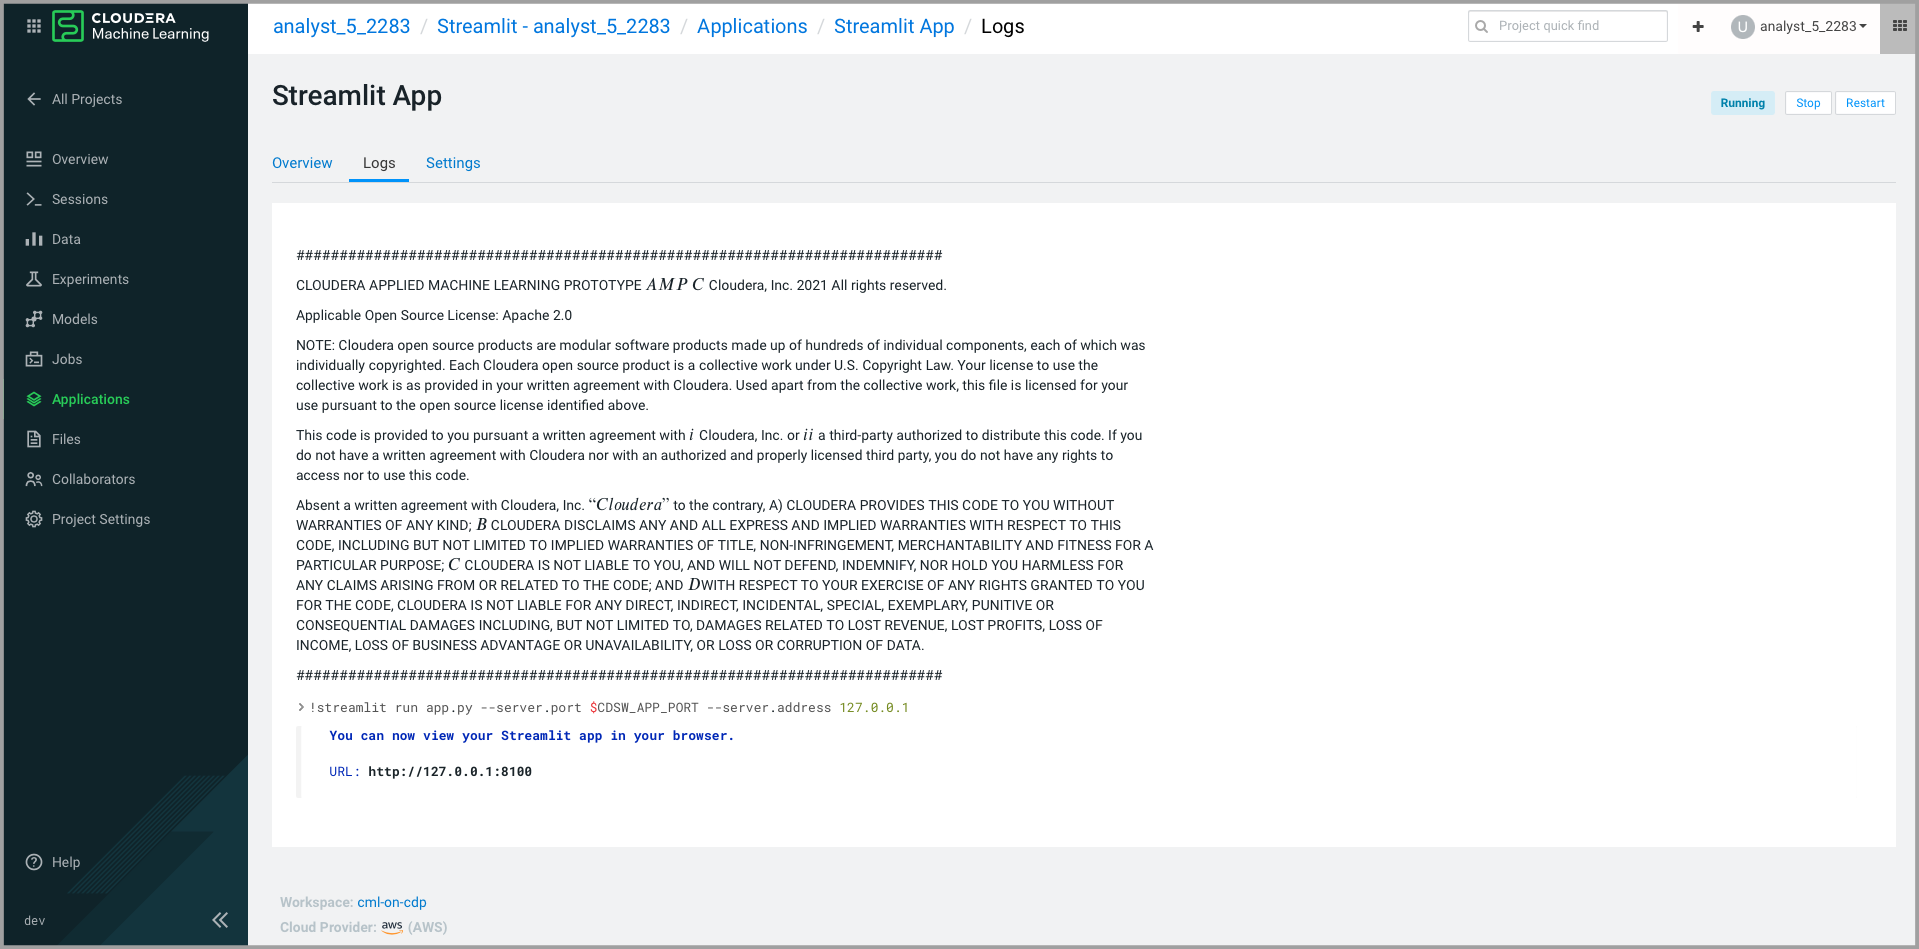 CLOUDERA
Machine Learning
analyst_5_2283 / Streamlit - analyst_5_2283 / Applications / Streamlit App / Logs
Project quick find
U analyst_5_2283
All Projects
Overview
Sessions
Data
Experiments
Models
Jobs
Applications
Files
Collaborators
Project Settings
Help
dev
Streamlit App
Running Stop Restart
Overview Logs Settings
###########################################################################
CLOUDERA APPLIED MACHINE LEARNING PROTOTYPE AMP C Cloudera, Inc. 2021 All rights reserved.
Applicable Open Source License: Apache 2.0
NOTE: Cloudera open source products are modular software products made up of hundreds of individual components, each of which was
individually copyrighted. Each Cloudera open source product is a collective work under U.S. Copyright Law. Your license to use the
collective work is as provided in your written agreement with Cloudera. Used apart from the collective work, this file is licensed for your
use pursuant to the open source license identified above.
This code is provided to you pursuant a written agreement with i Cloudera, Inc. or ii a third-party authorized to distribute this code. If you
do not have a written agreement with Cloudera nor with an authorized and properly licensed third party, you do not have any rights to
access nor to use this code.
Absent a written agreement with Cloudera, Inc. “Cloudera” to the contrary, A) CLOUDERA PROVIDES THIS CODE TO YOU WITHOUT
WARRANTIES OF ANY KIND; B CLOUDERA DISCLAIMS ANY AND ALL EXPRESS AND IMPLIED WARRANTIES WITH RESPECT TO THIS
CODE, INCLUDING BUT NOT LIMITED TO IMPLIED WARRANTIES OF TITLE, NON-INFRINGEMENT, MERCHANTABILITY AND FITNESS FOR A
PARTICULAR PURPOSE; C CLOUDERA IS NOT LIABLE TO YOU, AND WILL NOT DEFEND, INDEMNIFY, NOR HOLD YOU HARMLESS FOR
ANY CLAIMS ARISING FROM OR RELATED TO THE CODE; AND DWITH RESPECT TO YOUR EXERCISE OF ANY RIGHTS GRANTED TO YOU
FOR THE CODE, CLOUDERA IS NOT LIABLE FOR ANY DIRECT, INDIRECT, INCIDENTAL, SPECIAL, EXEMPLARY, PUNITIVE OR
CONSEQUENTIAL DAMAGES INCLUDING, BUT NOT LIMITED TO, DAMAGES RELATED TO LOST REVENUE, LOST PROFITS, LOSS OF
INCOME, LOSS OF BUSINESS ADVANTAGE OR UNAVAILABILITY, OR LOSS OR CORRUPTION OF DATA.
###########################################################################
> !streamlit run app.py --server.port $CDSW_APP_PORT --server.address 127.0.0.1
You can now view your Streamlit app in your browser.
URL: http://127.0.0.1:8100
Workspace: cml-on-cdp
Cloud Provider: aws (AWS)